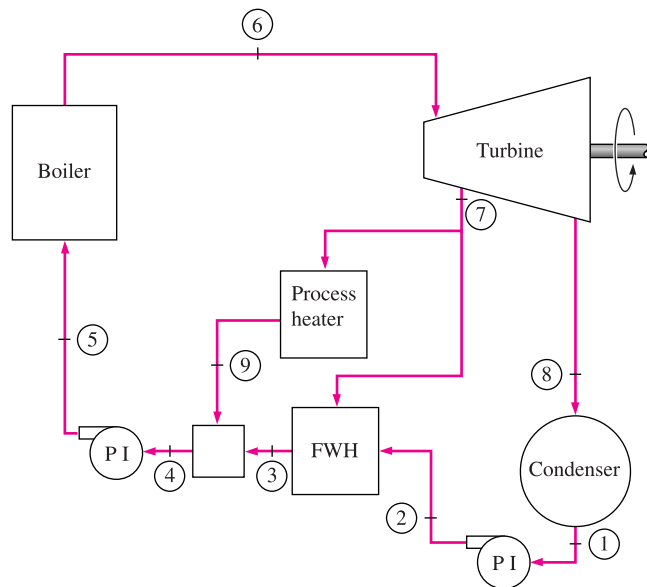 6
Boiler
Turbine
7
Process
heater
5
9
8
P I
4
3
FWH
Condenser
2
1
P I